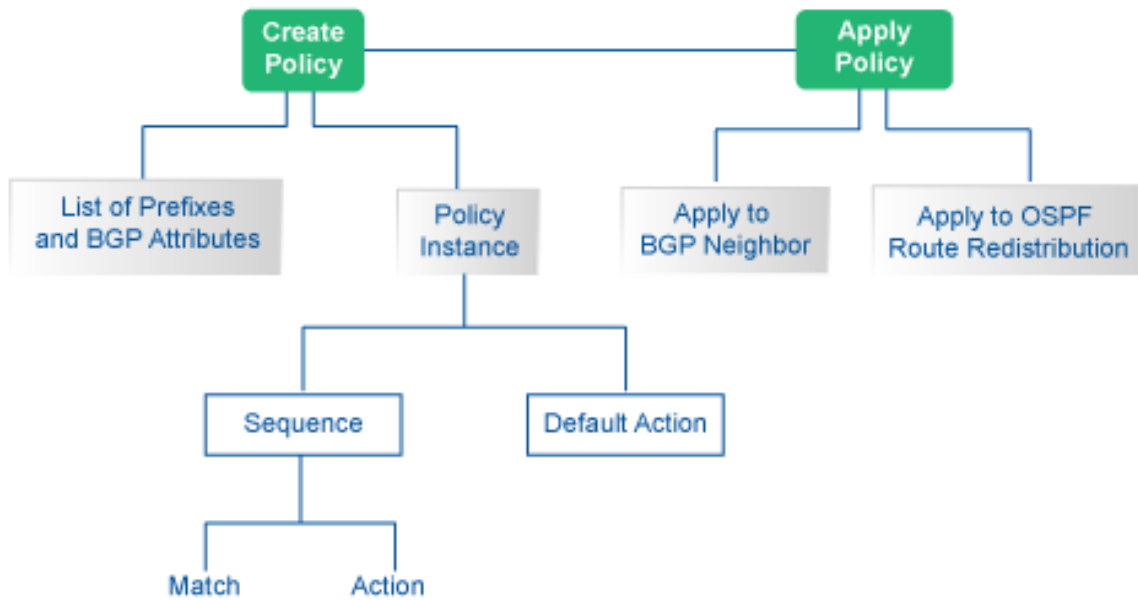 Create
Policy
Apply
Policy
List of Prefixes
and BGP Attributes
Policy
Instance
Apply to
BGP Neighbor
Apply to OSPF
Route Redistribution
Sequence
Default Action
Match
Action